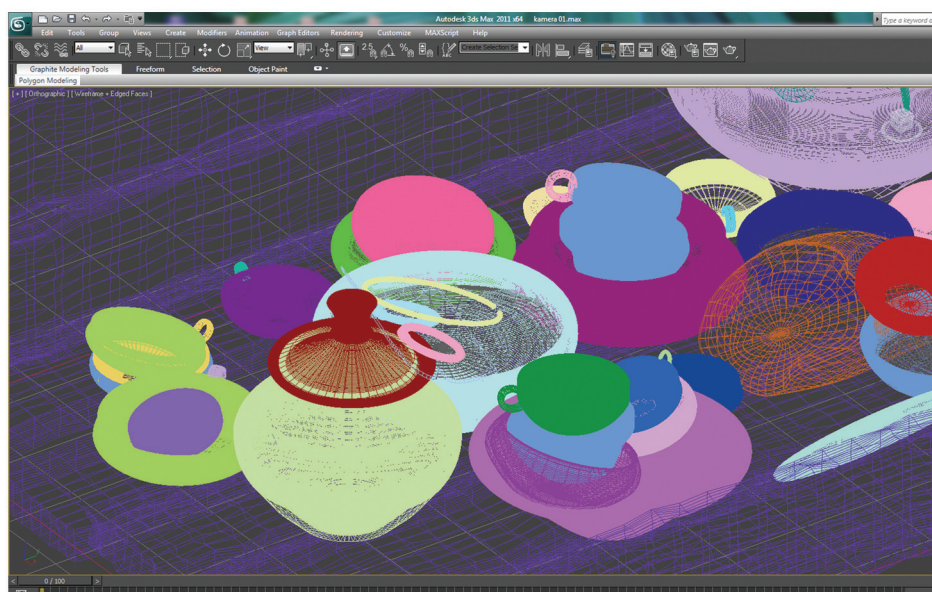 Autodesk 3ds Max 2011 x64 kamera 01.max
Type a keyword o
Edit Tools Group Views Create Modifiers Animation Graph Editors Rendering Customize MAXScript Help
All View 2.5 Create Selection Se
Graphite Modeling Tools Freeform Selection Object Paint
Polygon Modeling
[ + ] [ Orthographic ] [ Wireframe + Edged Faces ]
< 0 / 100 >